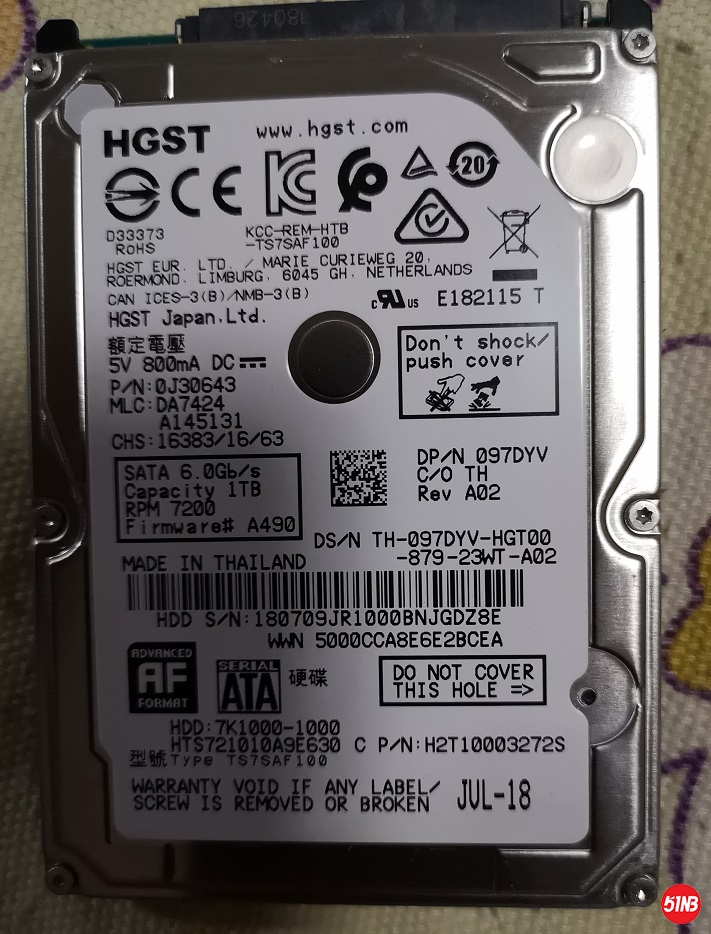 180426
HGST www.hgst.com
20
D33373
RoHS
KCC-REM-HTB
-TS7SAF100
HGST EUR. LTD. / MARIE CURIEWEG 20,
ROERMOND, LIMBURG, 6045 GH, NETHERLANDS
CAN ICES-3(B)/NMB-3(B)
c RU US E182115 T
HGST Japan,Ltd.
額定電壓
5V 800mA DC
P/N:0J30643
MLC:DA7424
A145131
CHS:16383/16/63
Don't shock/
push cover
SATA 6.0Gb/s
Capacity 1TB
RPM 7200
Firmware# A490
DP/N 097DYV
C/O TH
Rev A02
DS/N TH-097DYV-HGT00
-879-23WT-A02
MADE IN THAILAND
HDD S/N:180709JR1000BNJGDZ8E
WWN 5000CCA8E6E2BCEA
ADVANCED
AF
FORMAT
SERIAL
ATA
硬碟
DO NOT COVER
THIS HOLE =>
HDD:7K1000-1000
HTS721010A9E630 C P/N:H2T10003272S
型號Type TS7SAF100
WARRANTY VOID IF ANY LABEL/
SCREW IS REMOVED OR BROKEN
JUL-18
51NB